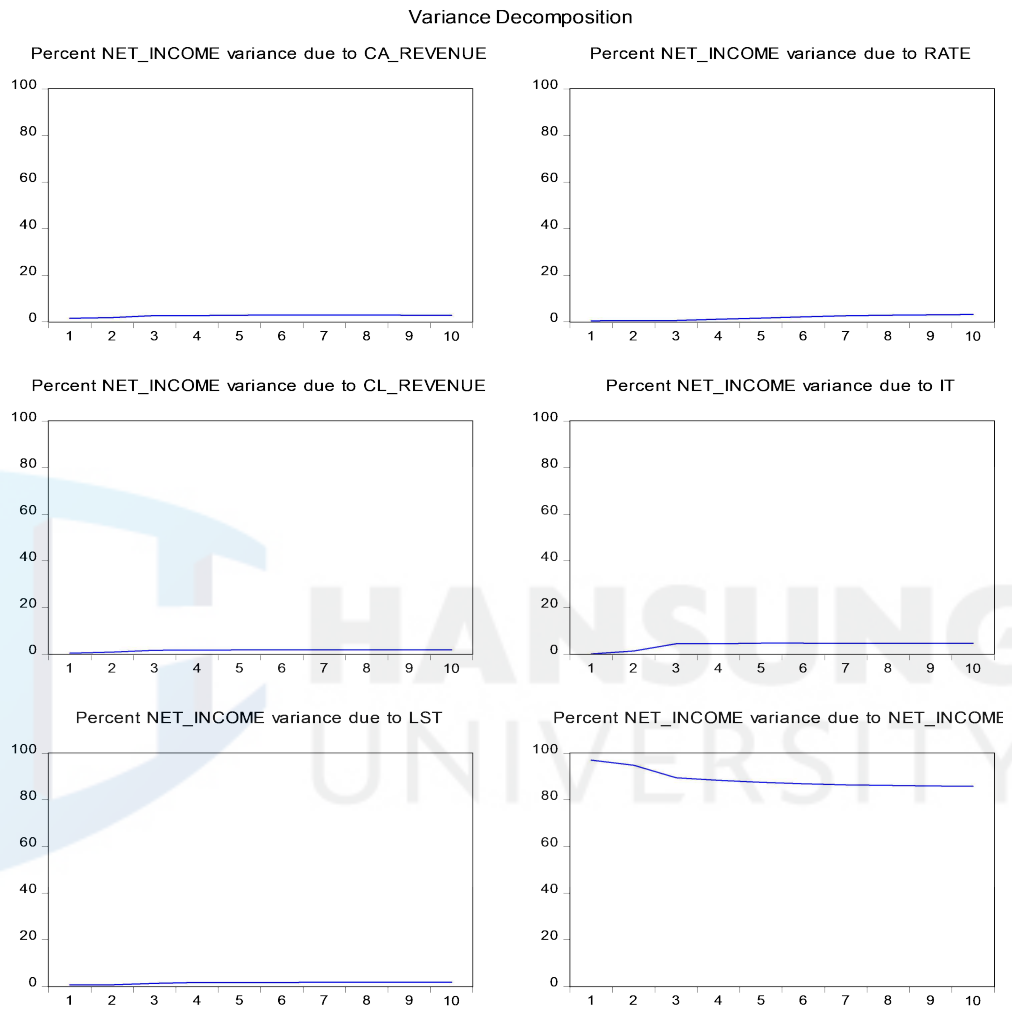 Variance Decomposition
Percent NET_INCOME variance due to CA_REVENUE
100
80
60
40
20
0
1 2 3 4 5 6 7 8 9 10
Percent NET_INCOME variance due to RATE
100
80
60
40
20
0
1 2 3 4 5 6 7 8 9 10
Percent NET_INCOME variance due to CL_REVENUE
100
80
60
40
20
0
1 2 3 4 5 6 7 8 9 10
Percent NET_INCOME variance due to IT
100
80
60
40
20
0
1 2 3 4 5 6 7 8 9 10
Percent NET_INCOME variance due to LST
100
80
60
40
20
0
1 2 3 4 5 6 7 8 9 10
Percent NET_INCOME variance due to NET_INCOME
100
80
60
40
20
0
1 2 3 4 5 6 7 8 9 10
HANSUNG
UNIVERSITY